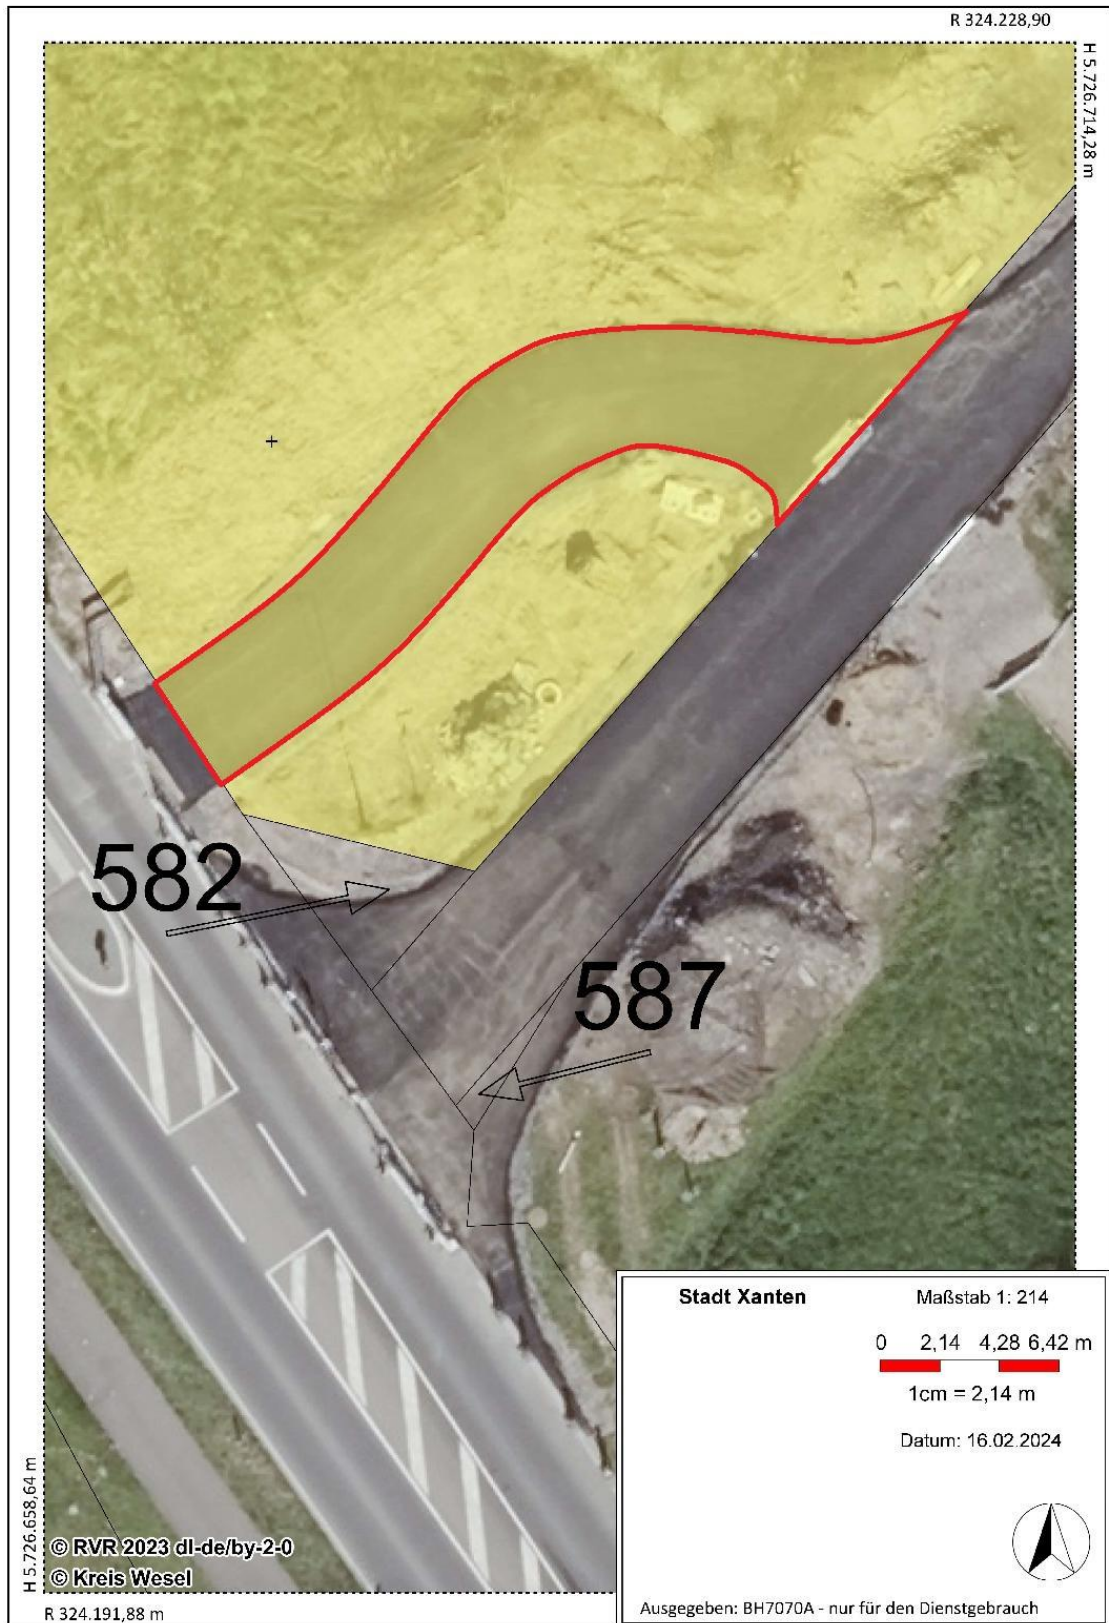 R 324.228,90
H 5.726.714,28 m
582
587
Stadt Xanten
Maßstab 1: 214
0 2,14 4,28 6,42 m
1cm = 2,14 m
Datum: 16.02.2024
H 5.726.658,64 m
© RVR 2023 dl-de/by-2-0
© Kreis Wesel
Ausgegeben: BH7070A - nur für den Dienstgebrauch
R 324.191,88 m